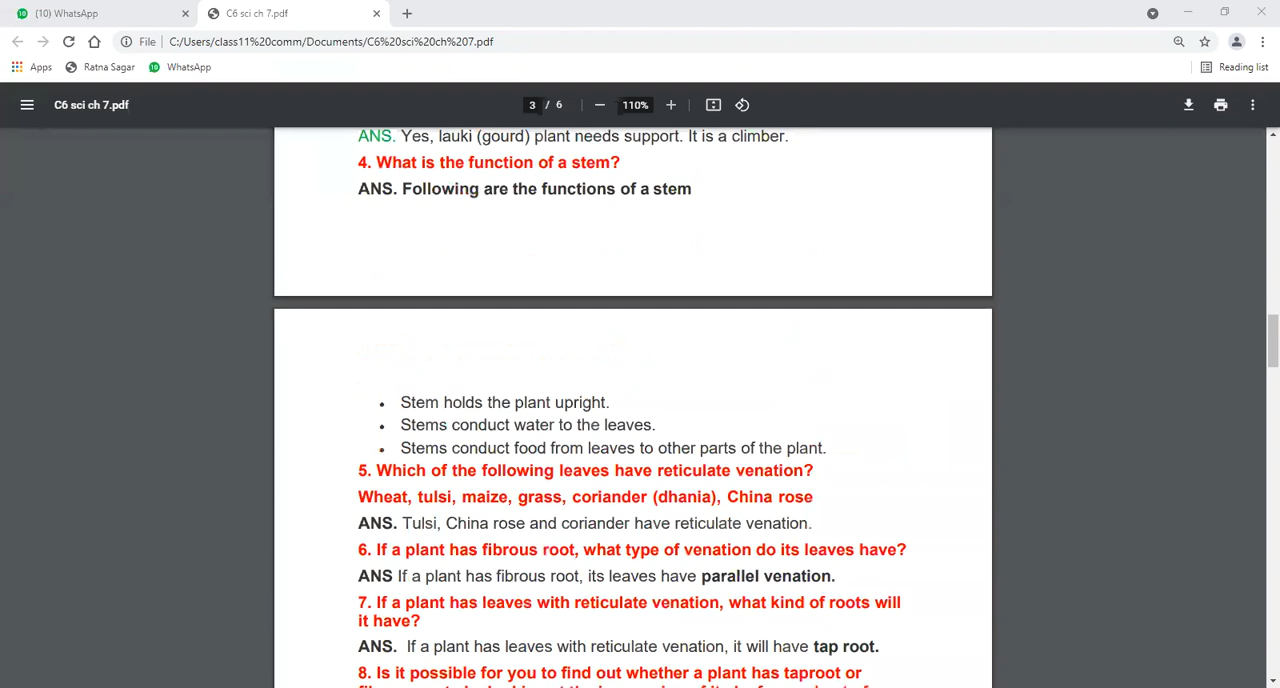 (10) WhatsApp
C6 sci ch 7.pdf
File
C:/Users/class11%20comm/Documents/C6%20sci%20ch%207.pdf
Apps
Ratna Sagar
WhatsApp
Reading list
C6 sci ch 7.pdf
3 / 6
110%
ANS. Yes, lauki (gourd) plant needs support. It is a climber.
4. What is the function of a stem?
ANS. Following are the functions of a stem
• Stem holds the plant upright.
• Stems conduct water to the leaves.
• Stems conduct food from leaves to other parts of the plant.
5. Which of the following leaves have reticulate venation?
Wheat, tulsi, maize, grass, coriander (dhania), China rose
ANS. Tulsi, China rose and coriander have reticulate venation.
6. If a plant has fibrous root, what type of venation do its leaves have?
ANS If a plant has fibrous root, its leaves have parallel venation.
7. If a plant has leaves with reticulate venation, what kind of roots will
it have?
ANS. If a plant has leaves with reticulate venation, it will have tap root.
8. Is it possible for you to find out whether a plant has taproot or